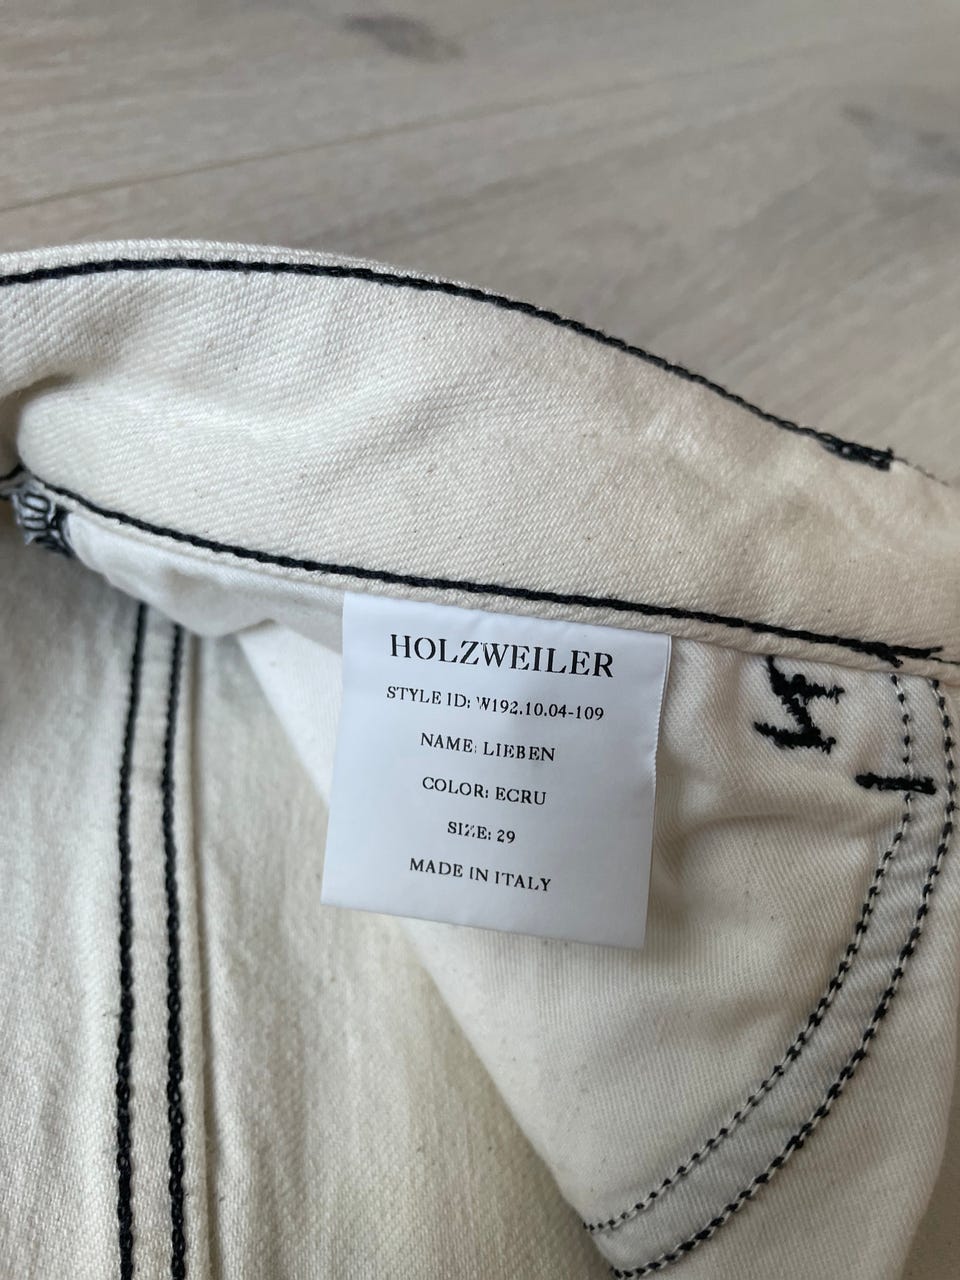 HOLZWEILER
STYLE ID: W192.10.04-109
NAME: LIEBEN
COLOR: ECRU
SIZE: 29
MADE IN ITALY